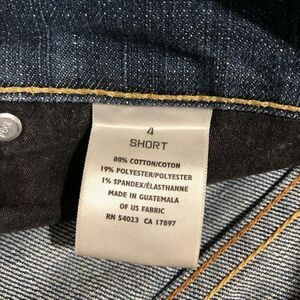 4
SHORT
80% COTTON/COTON
19% POLYESTER/POLYESTER
1% SPANDEX/ÉLASTHANNE
MADE IN GUATEMALA
OF US FABRIC
RN 54023 CA 17897